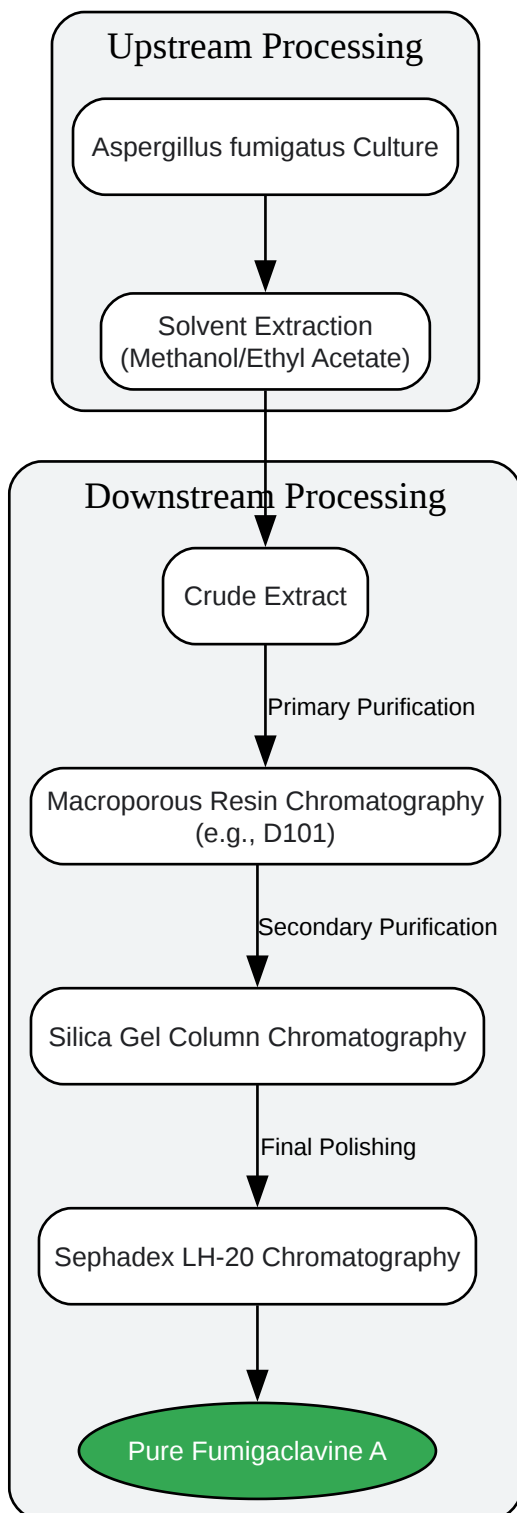 Upstream Processing
Aspergillus fumigatus Culture
Solvent Extraction
(Methanol/Ethyl Acetate)
Downstream Processing
Crude Extract
Primary Purification
Macroporous Resin Chromatography
(e.g., D101)
Secondary Purification
Silica Gel Column Chromatography
Final Polishing
Sephadex LH-20 Chromatography
Pure Fumigaclavine A